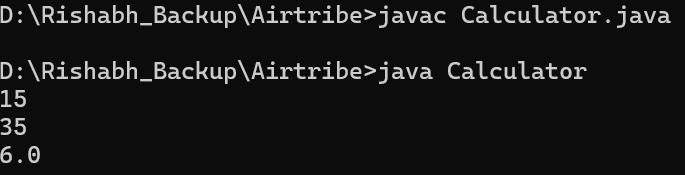 D:\Rishabh_Backup\Airtribe>javac Calculator.java
D:\Rishabh_Backup\Airtribe>java Calculator
15
35
6.0